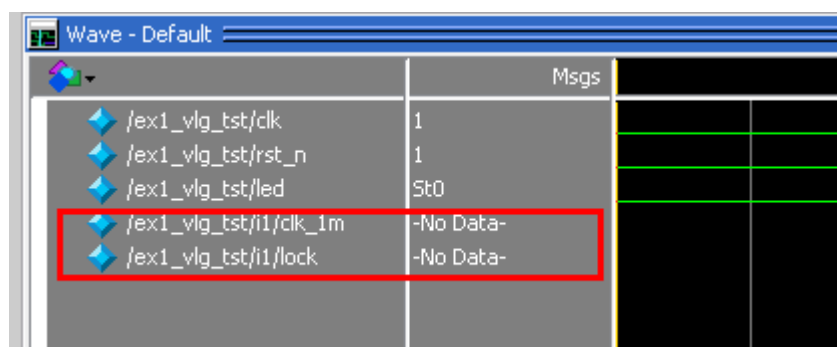 Wave - Default
Msgs
/ex1_vlg_tst/clk 1
/ex1_vlg_tst/rst_n 1
/ex1_vlg_tst/led St0
/ex1_vlg_tst/i1/clk_1m -No Data-
/ex1_vlg_tst/i1/lock -No Data-